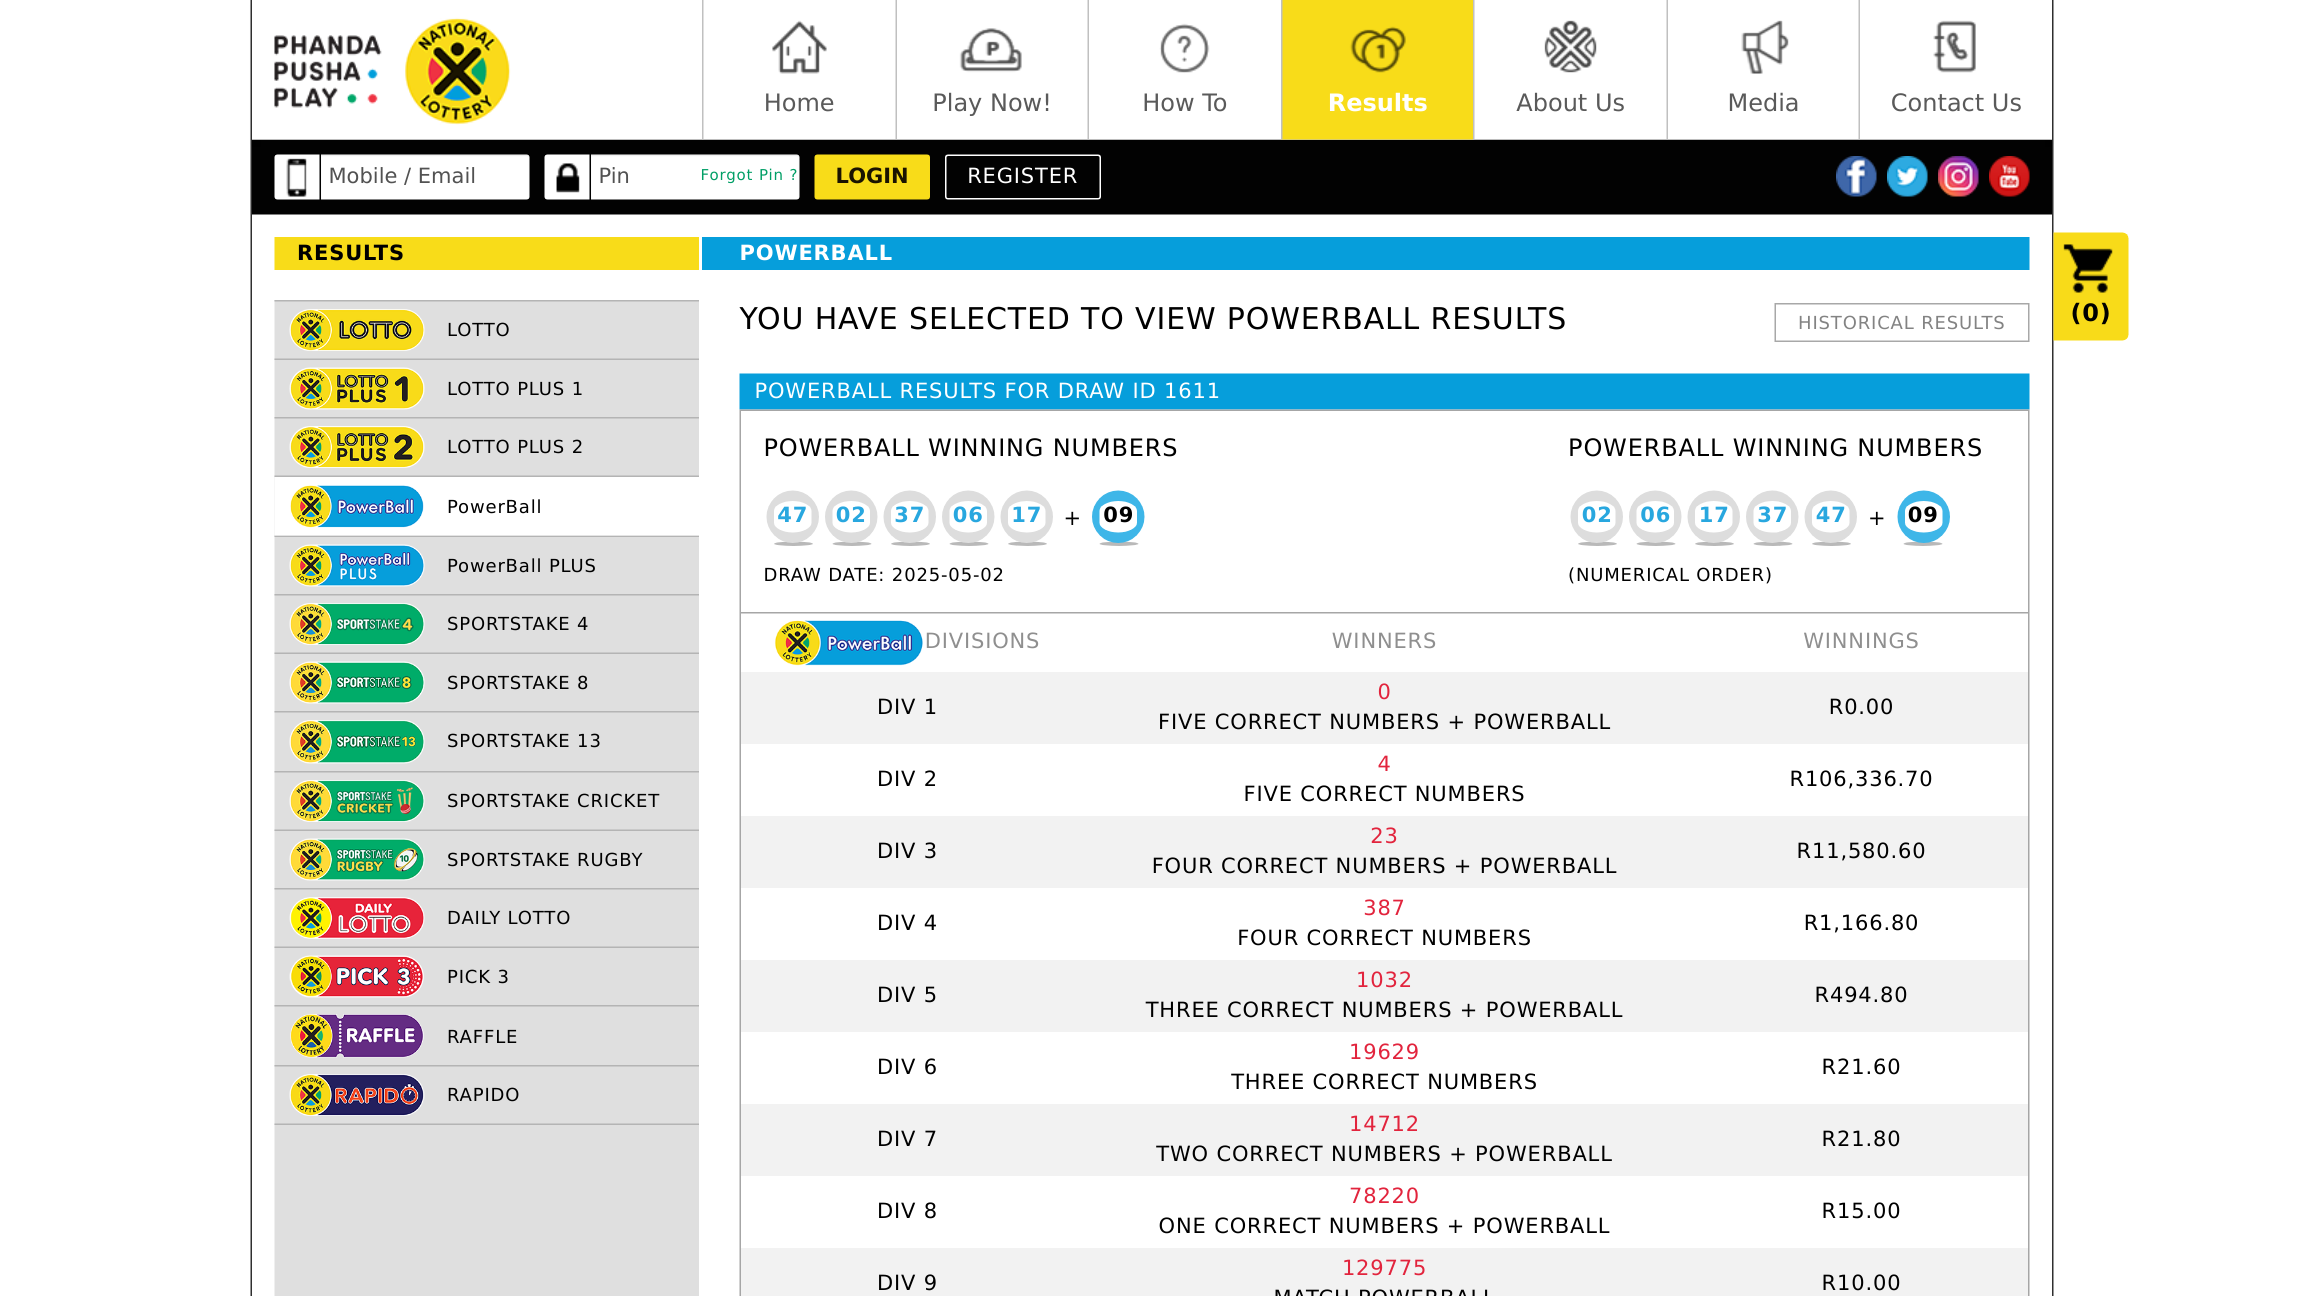 PHANDA
PUSHA
PLAY
NATIONAL
LOTTERY
Home
Play Now!
How To
Results
About Us
Media
Contact Us
Mobile / Email
Pin
Forgot Pin ?
LOGIN
REGISTER
You Tube
RESULTS
POWERBALL
(0)
YOU HAVE SELECTED TO VIEW POWERBALL RESULTS
HISTORICAL RESULTS
LOTTO LOTTO
LOTTO PLUS 1 LOTTO PLUS 1
LOTTO PLUS 2 LOTTO PLUS 2
PowerBall PowerBall
PowerBall PLUS PowerBall PLUS
SPORTSTAKE 4 SPORTSTAKE 4
SPORTSTAKE 8 SPORTSTAKE 8
SPORTSTAKE 13 SPORTSTAKE 13
SPORTSTAKE CRICKET SPORTSTAKE CRICKET
SPORTSTAKE RUGBY 10 SPORTSTAKE RUGBY
DAILY LOTTO DAILY LOTTO
PICK 3 PICK 3
RAFFLE RAFFLE
RAPIDO RAPIDO
POWERBALL RESULTS FOR DRAW ID 1611
POWERBALL WINNING NUMBERS
47 02 37 06 17 + 09
DRAW DATE: 2025-05-02
POWERBALL WINNING NUMBERS
02 06 17 37 47 + 09
(NUMERICAL ORDER)
PowerBall DIVISIONS WINNERS WINNINGS
DIV 1 0 R0.00
FIVE CORRECT NUMBERS + POWERBALL
DIV 2 4 R106,336.70
FIVE CORRECT NUMBERS
DIV 3 23 R11,580.60
FOUR CORRECT NUMBERS + POWERBALL
DIV 4 387 R1,166.80
FOUR CORRECT NUMBERS
DIV 5 1032 R494.80
THREE CORRECT NUMBERS + POWERBALL
DIV 6 19629 R21.60
THREE CORRECT NUMBERS
DIV 7 14712 R21.80
TWO CORRECT NUMBERS + POWERBALL
DIV 8 78220 R15.00
ONE CORRECT NUMBERS + POWERBALL
DIV 9 129775 R10.00
MATCH POWERBALL